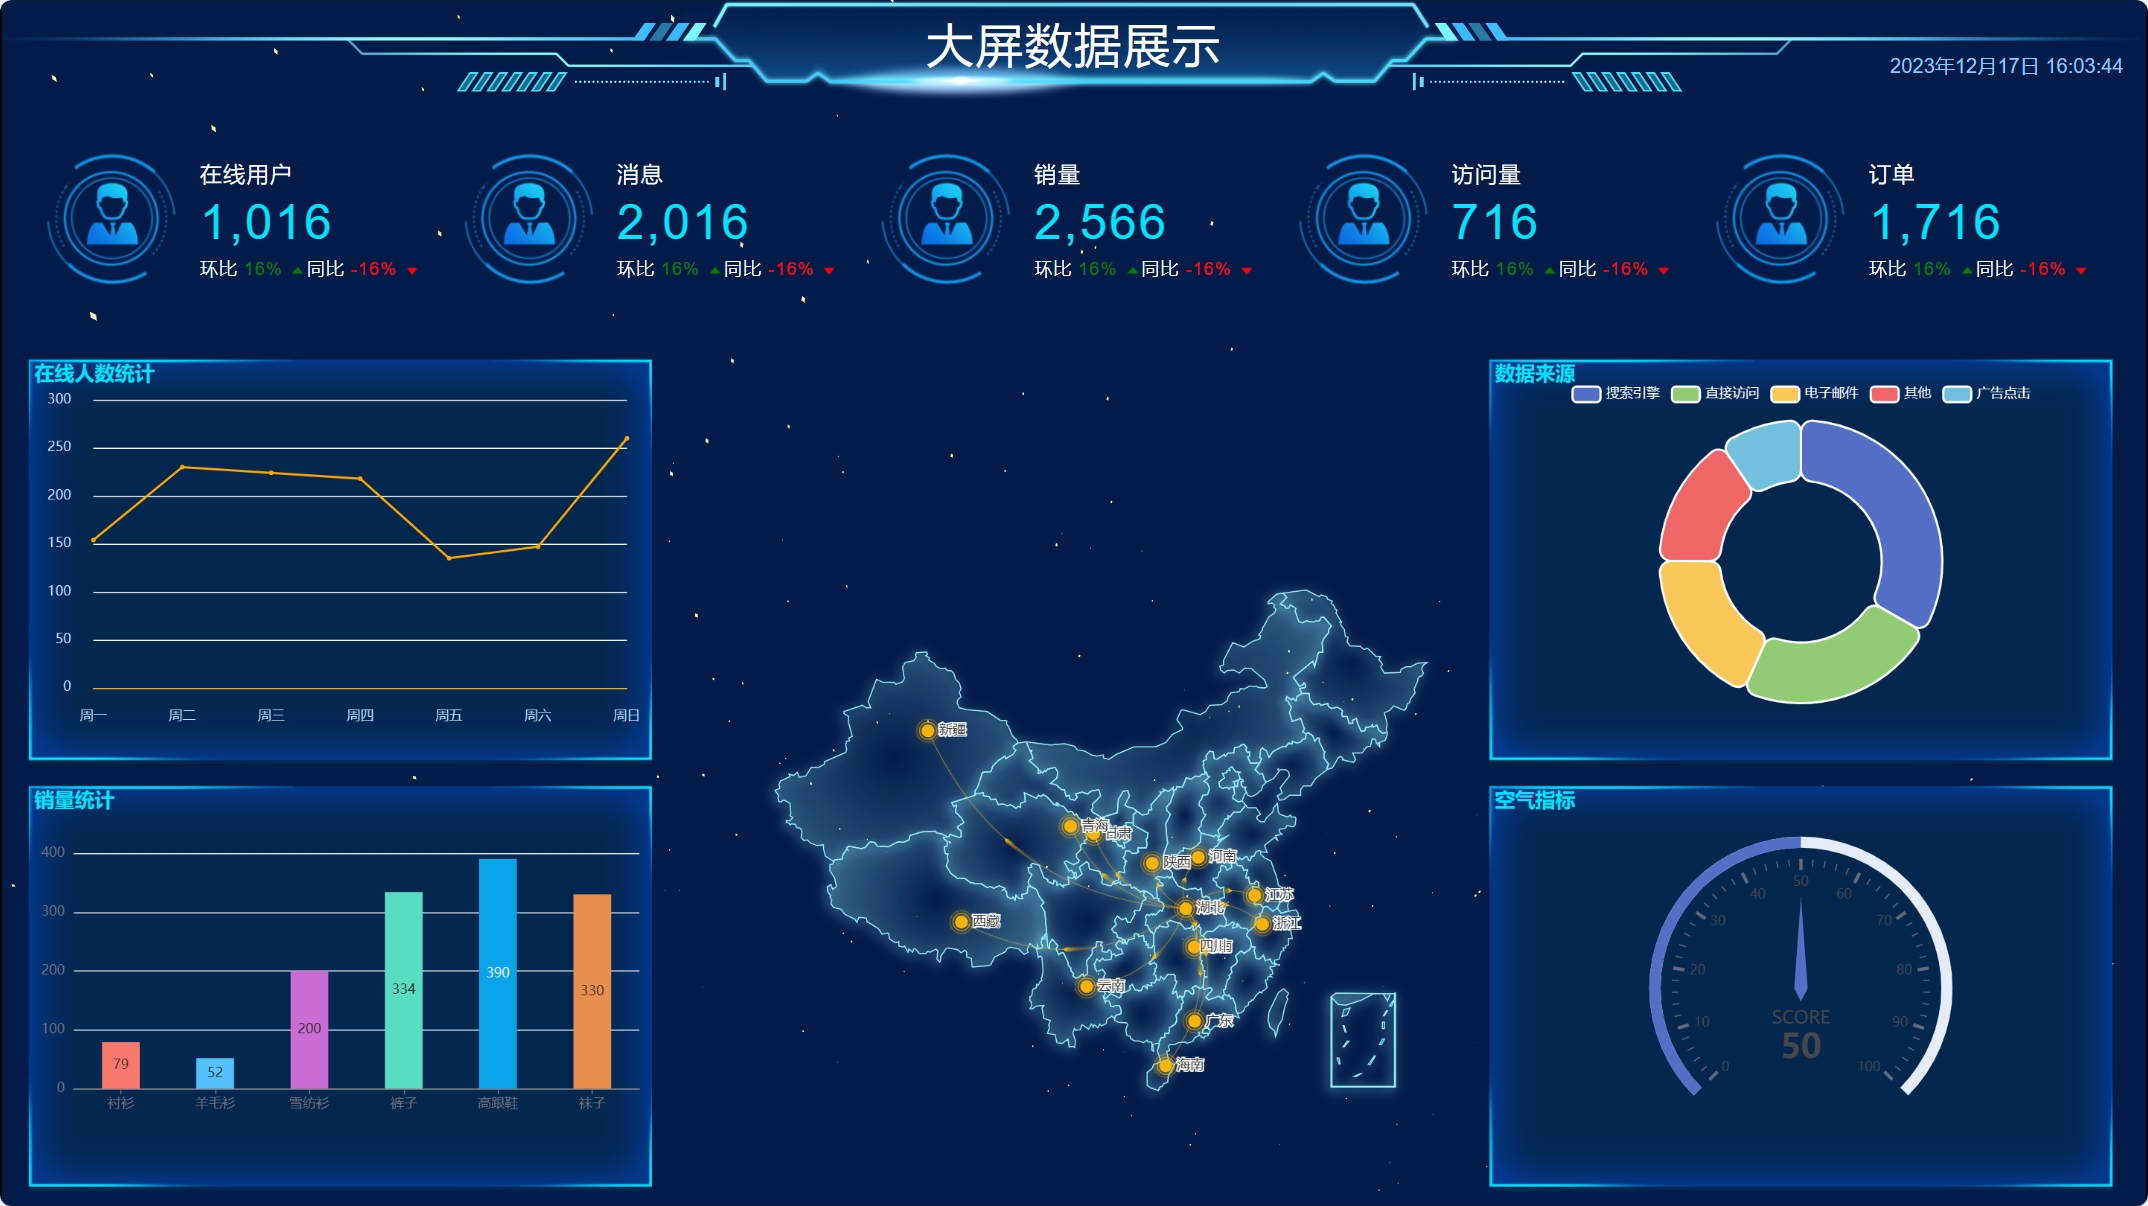 大屏数据展示
2023年12月17日 16:03:44
在线用户
1,016
环比 16% 同比 -16%
消息
2,016
环比 16% 同比 -16%
销量
2,566
环比 16% 同比 -16%
访问量
716
环比 16% 同比 -16%
订单
1,716
环比 16% 同比 -16%
在线人数统计
300
250
200
150
100
50
0
周一 周二 周三 周四 周五 周六 周日
销量统计
400
300
200
100
0
79 52 200 334 390 330
衬衫 羊毛衫 雪纺衫 裤子 高跟鞋 袜子
新疆
青海
甘肃
陕西
河南
江苏
湖北
浙江
西藏
四川
云南
广东
海南
数据来源
搜索引擎 直接访问 电子邮件 其他 广告点击
空气指标
0
10
20
30
40
50
60
70
80
90
100
SCORE
50